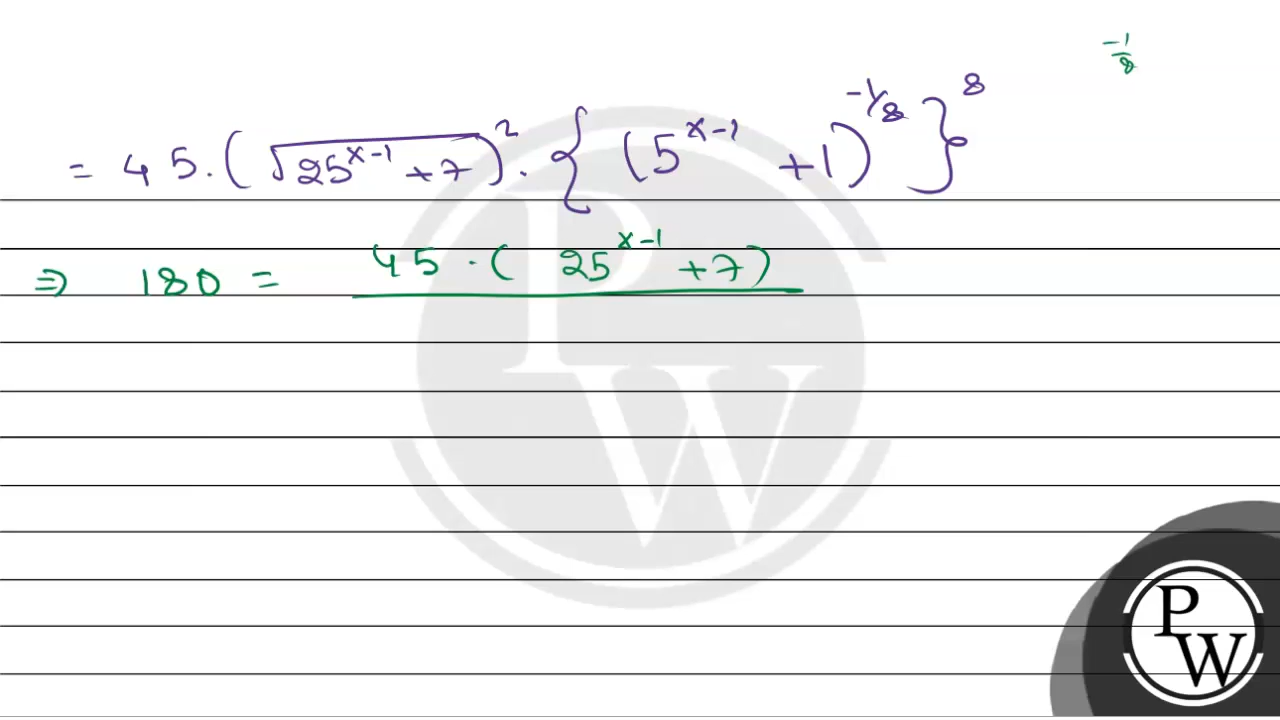 -1/8
= 45.(√(25^(x-1) +7))^2 . { (5^(x-1) +1)^(-1/8) }^8
⇒ 180 = 45 . ( 25^(x-1) +7)
PW
PW